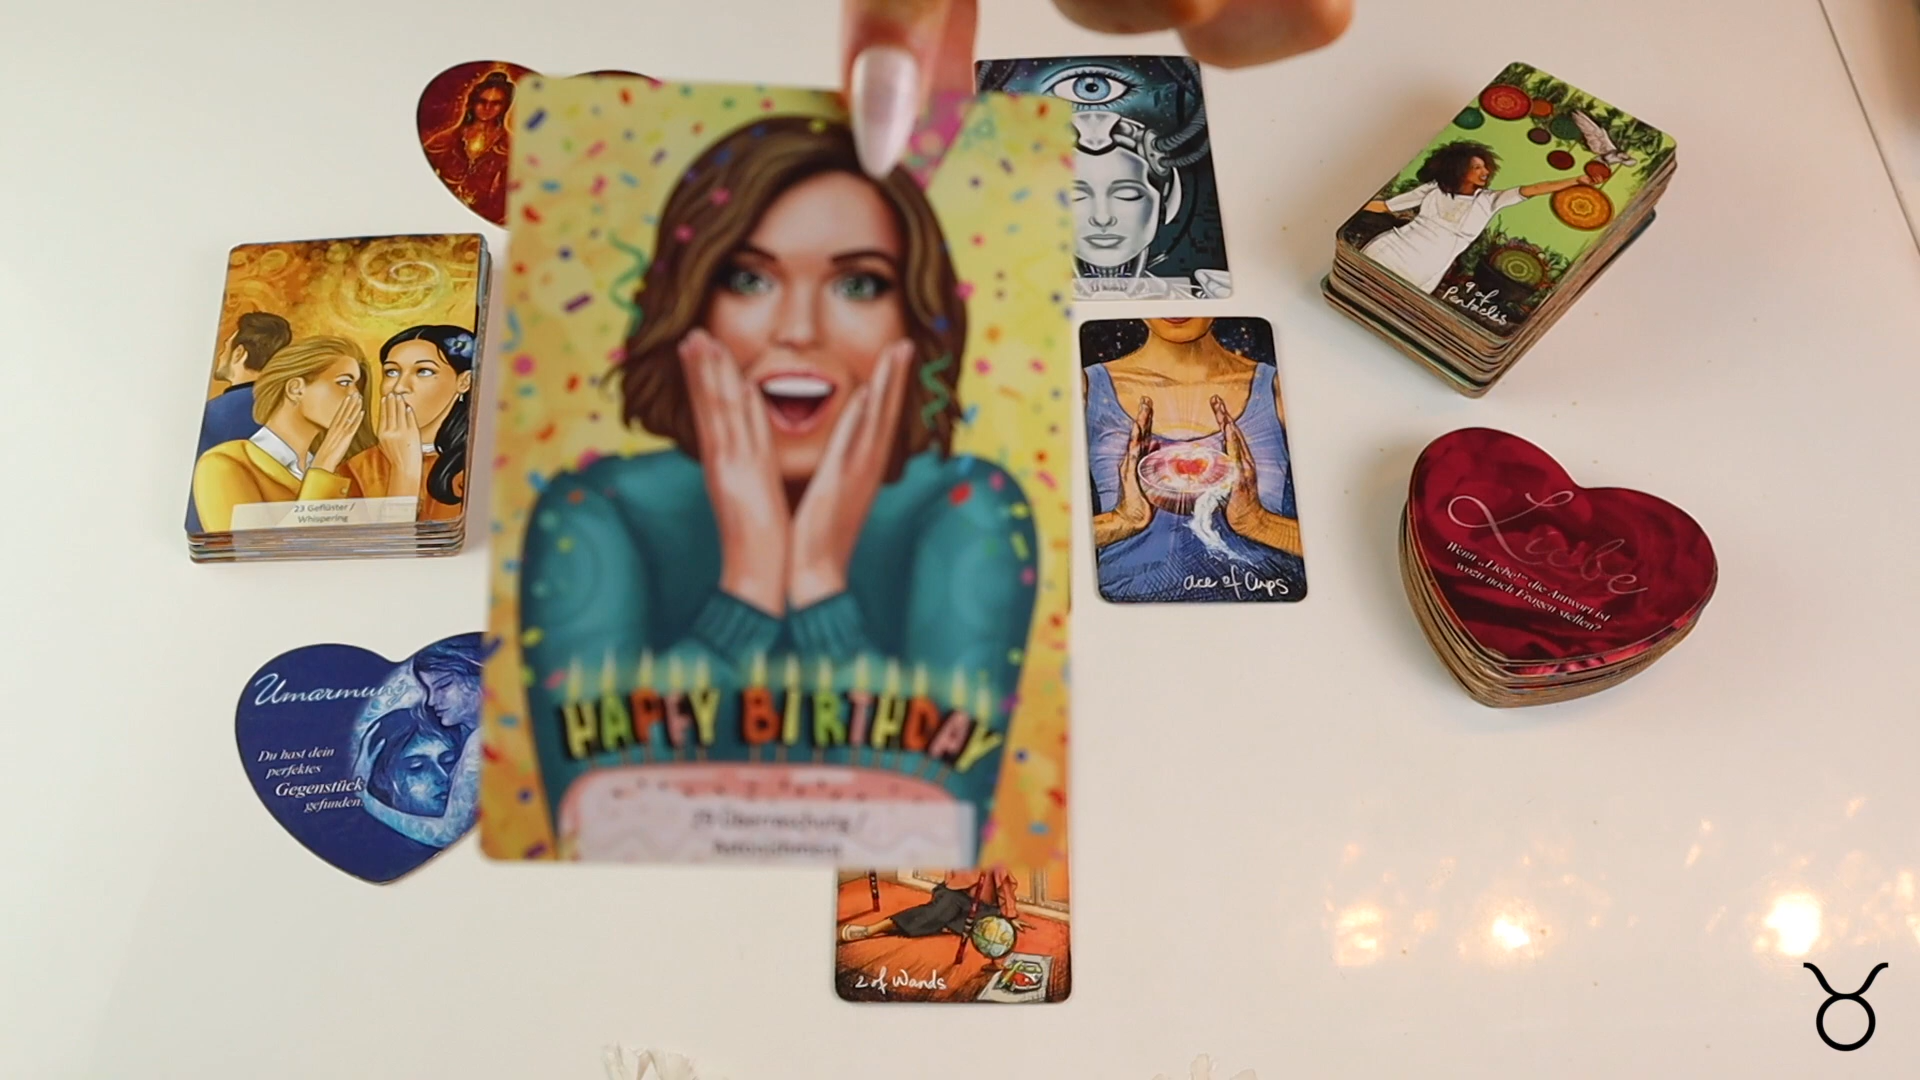 9 of
Pentacles
23 Geflüster /
Whispering
Liebe
Wenn „Liebe!“ die Antwort ist
wozu noch Fragen stellen?
ace of Cups
Umarmung
Du hast dein
perfektes
Gegenstück
gefunden.
HAPPY BIRTHDAY
Überraschung /
2 of Wands